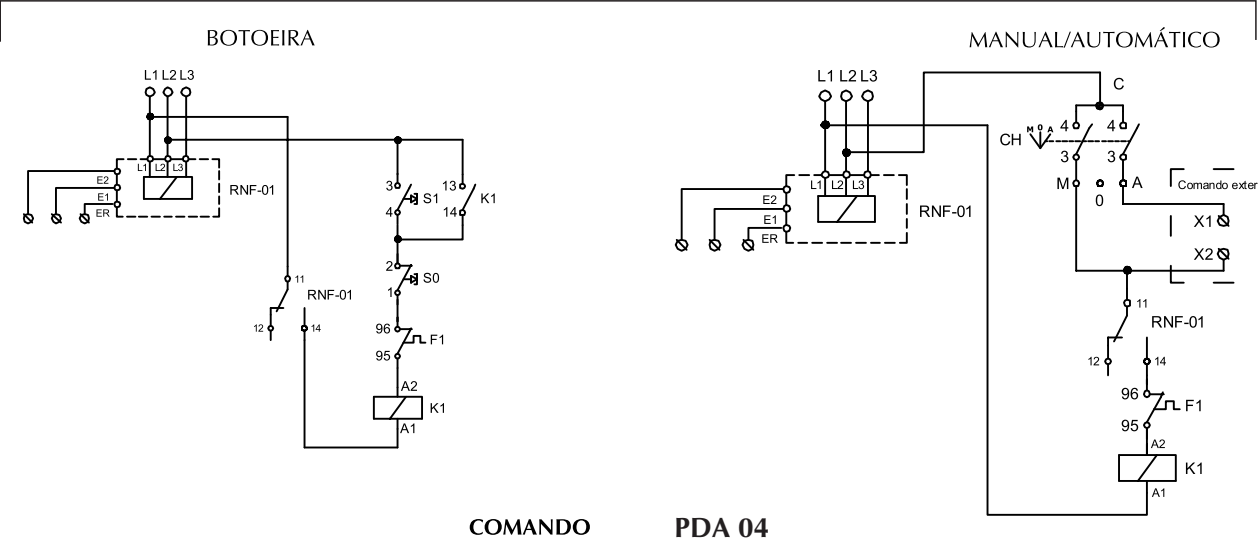 BOTOEIRA
L1 L2 L3
L1 L2 L3
E2
E1
ER
RNF-01
3
S1
4
13
K1
14
2
S0
1
11
RNF-01
12
14
96
F1
95
A2
K1
A1
MANUAL/AUTOMÁTICO
L1 L2 L3
C
CH
M 0 A
4
4
3
3
M
0
A
L1 L2 L3
E2
E1
ER
RNF-01
Comando exter
X1
X2
11
RNF-01
12
14
96
F1
95
A2
K1
A1
COMANDO
PDA 04